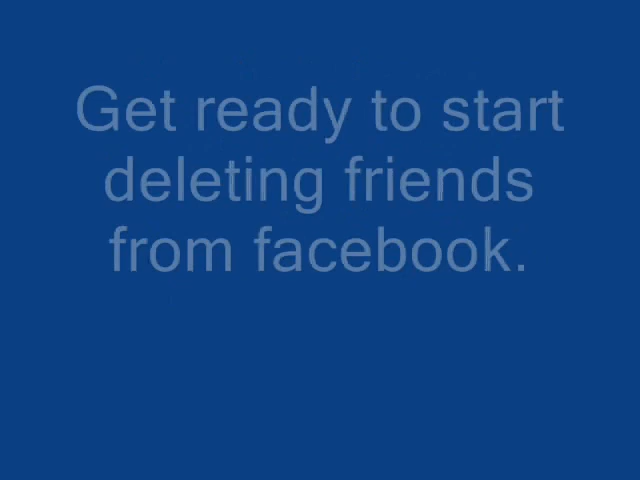 Get ready to start
deleting friends
from facebook.